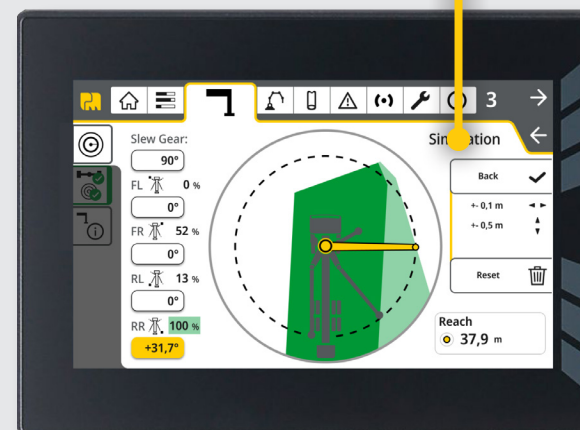 3
Slew Gear:
90°
FL 0 %
0°
FR 52 %
0°
RL 13 %
0°
RR 100 %
+31,7°
Back
+- 0,1 m
+- 0,5 m
Reset
Reach
37,9 m